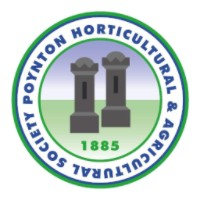 POYNTON HORTICULTURAL & AGRICULTURAL SOCIETY
1885